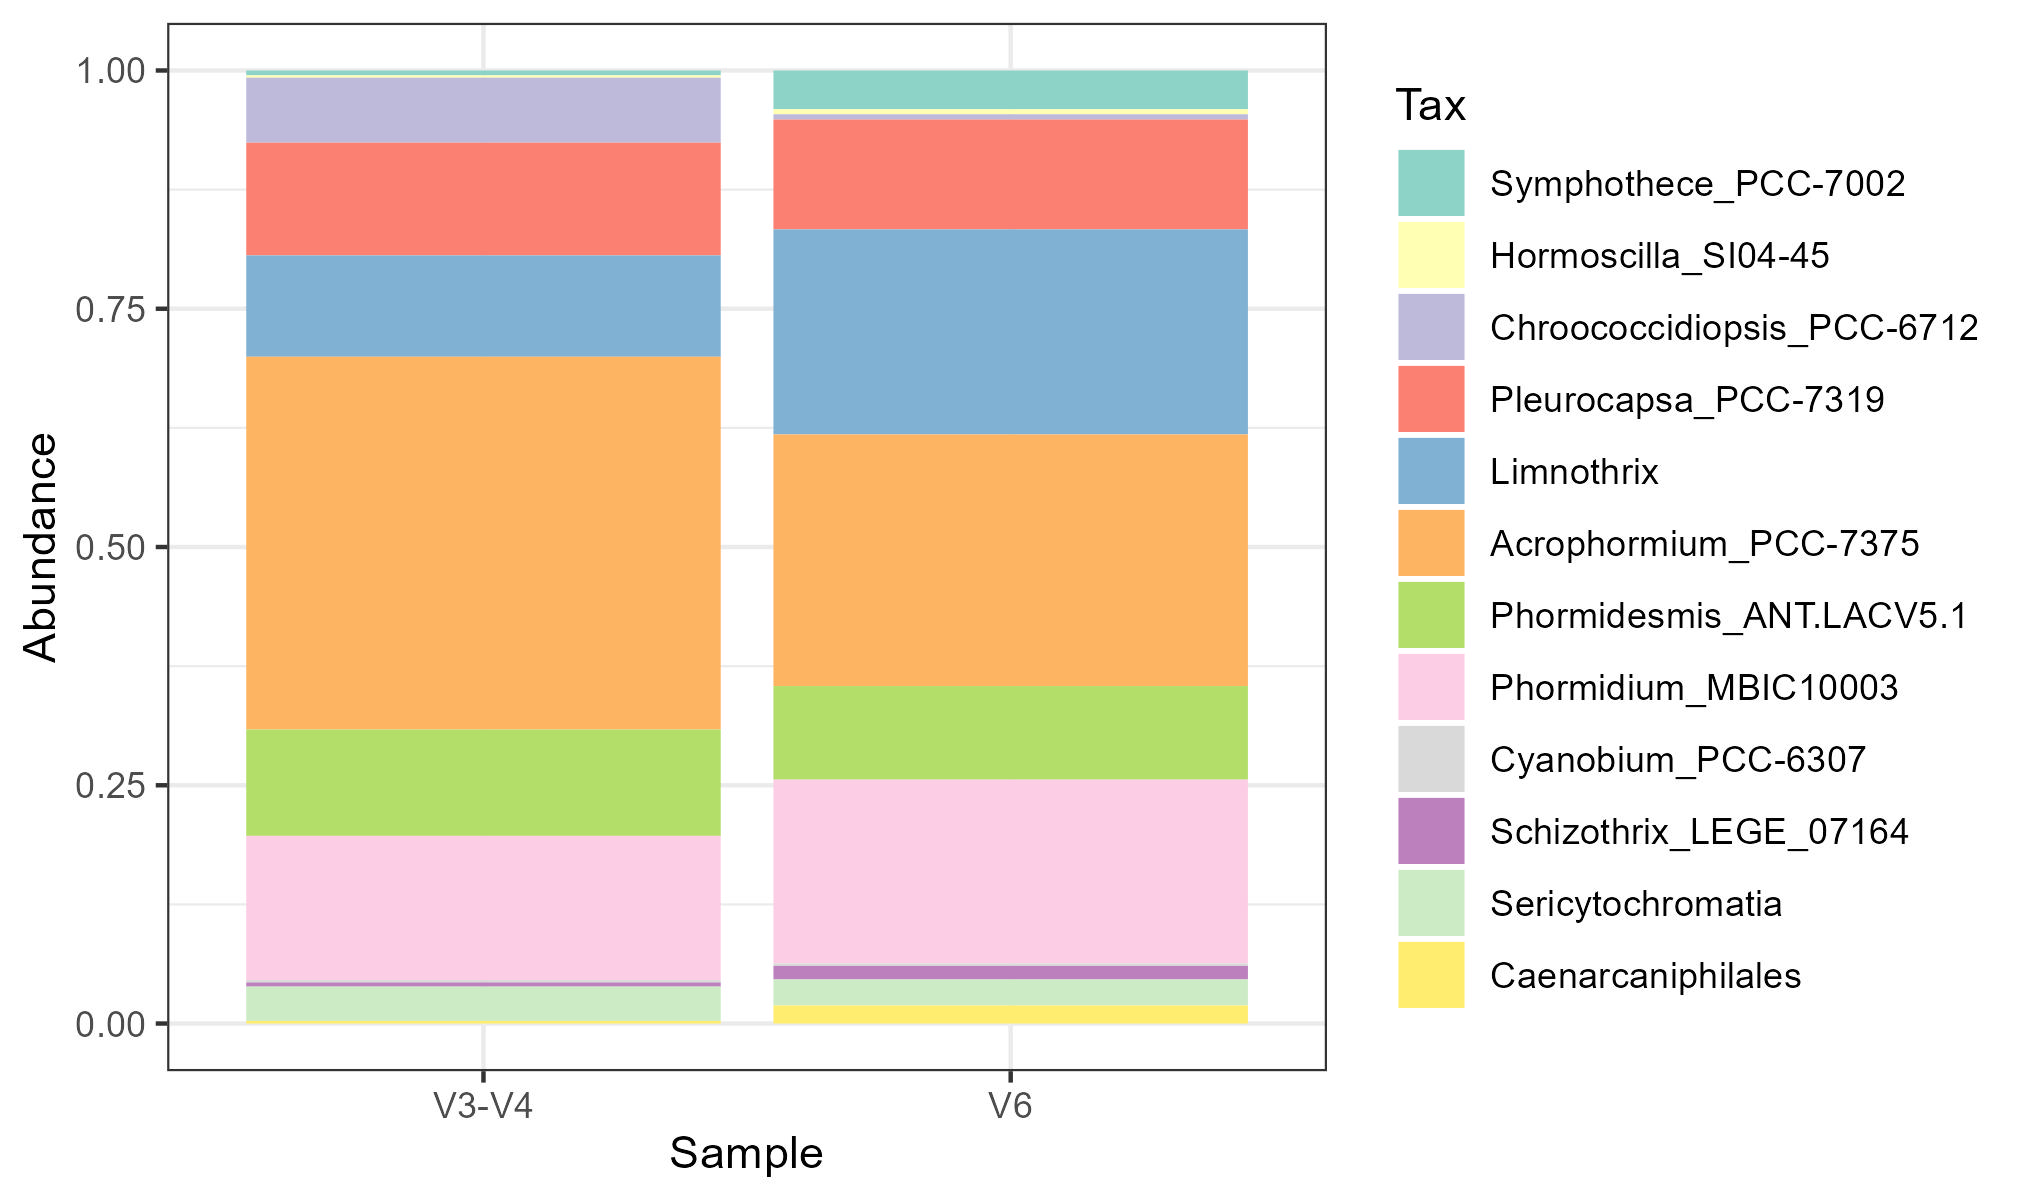 Abundance
1.00
0.75
0.50
0.25
0.00
V3-V4
V6
Sample
Tax
Symphothece_PCC-7002
Hormoscilla_SI04-45
Chroococcidiopsis_PCC-6712
Pleurocapsa_PCC-7319
Limnothrix
Acrophormium_PCC-7375
Phormidesmis_ANT.LACV5.1
Phormidium_MBIC10003
Cyanobium_PCC-6307
Schizothrix_LEGE_07164
Sericytochromatia
Caenarcaniphilales